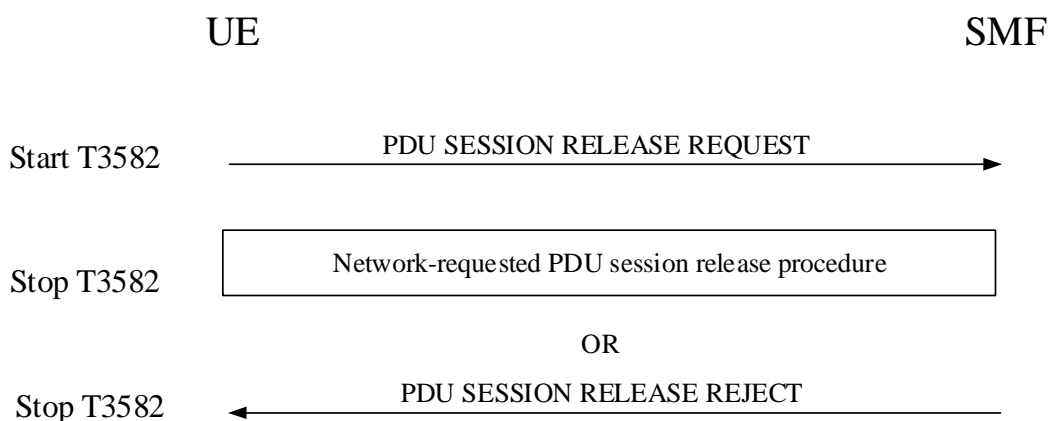 UE SMF
Start T3582 PDU SESSION RELEASE REQUEST
Stop T3582 Network-requested PDU session release procedure
OR
Stop T3582 PDU SESSION RELEASE REJECT